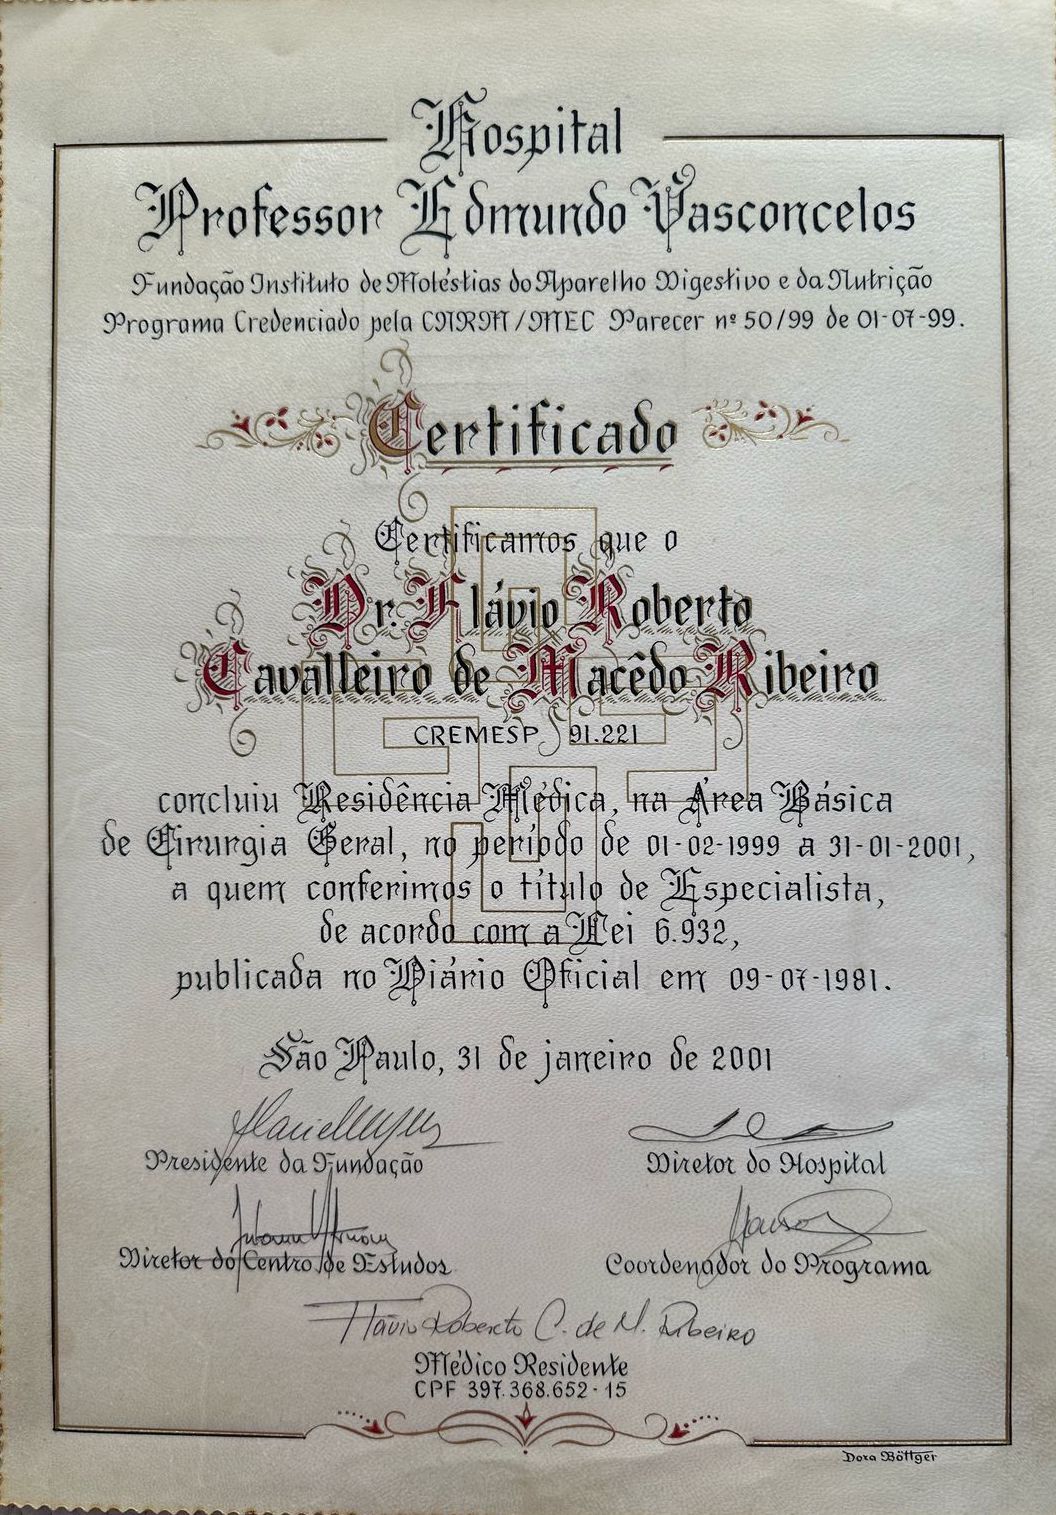 Hospital
Professor Edmundo Vasconcelos
Fundação Instituto de Moléstias do Aparelho Digestivo e da Nutrição
Programa Credenciado pela CNRM/MEC Parecer nº 50/99 de 01-07-99.
Certificado
Certificamos que o
Dr. Flávio Roberto
Cavalleiro de Macêdo Ribeiro
CREMESP 91.221
concluiu Residência Médica, na Área Básica
de Cirurgia Geral, no período de 01-02-1999 a 31-01-2001,
a quem conferimos o título de Especialista,
de acordo com a Lei 6.932,
publicada no Diário Oficial em 09-07-1981.
São Paulo, 31 de janeiro de 2001
Presidente da Fundação
Diretor do Hospital
Diretor do Centro de Estudos
Coordenador do Programa
Flávio Roberto C. de M. Ribeiro
Médico Residente
CPF 397.368.652-15
Dora Böttger